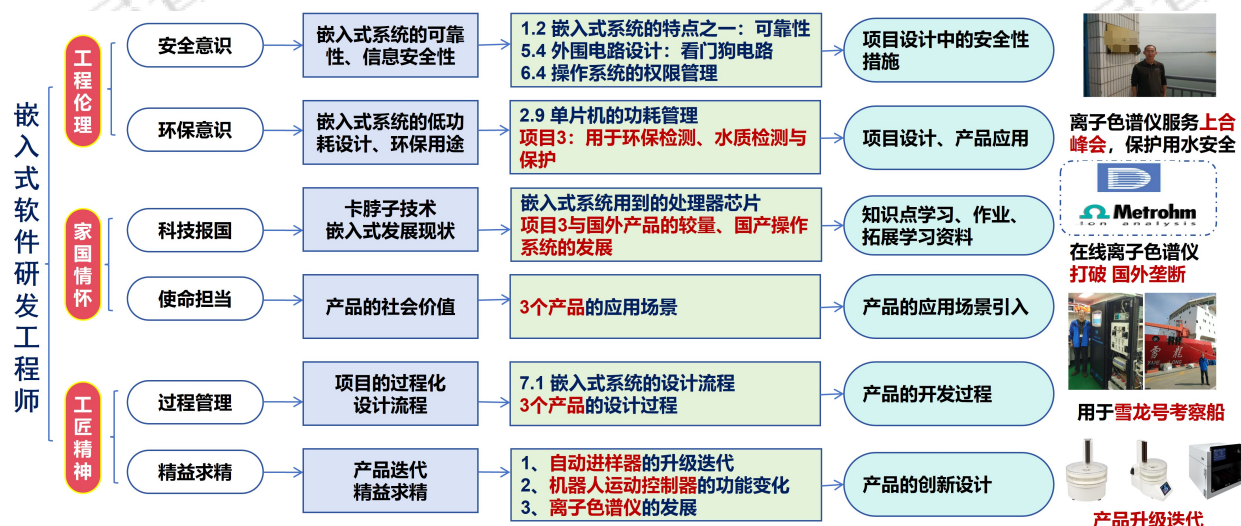 嵌入式软件研发工程师
工程伦理
安全意识
嵌入式系统的可靠
性、信息安全性
1.2 嵌入式系统的特点之一：可靠性
5.4 外围电路设计：看门狗电路
6.4 操作系统的权限管理
项目设计中的安全性
措施
环保意识
嵌入式系统的低功
耗设计、环保用途
2.9 单片机的功耗管理
项目3：用于环保检测、水质检测与
保护
项目设计、产品应用
离子色谱仪服务上合
峰会，保护用水安全
家国情怀
科技报国
卡脖子技术
嵌入式发展现状
嵌入式系统用到的处理器芯片
项目3与国外产品的较量、国产操作
系统的发展
知识点学习、作业、
拓展学习资料
Metrohm
ion analysis
在线离子色谱仪
打破 国外垄断
使命担当
产品的社会价值
3个产品的应用场景
产品的应用场景引入
雪龙
用于雪龙号考察船
工匠精神
过程管理
项目的过程化
设计流程
7.1 嵌入式系统的设计流程
3个产品的设计过程
产品的开发过程
精益求精
产品迭代
精益求精
1、自动进样器的升级迭代
2、机器人运动控制器的功能变化
3、离子色谱仪的发展
产品的创新设计
产品升级迭代